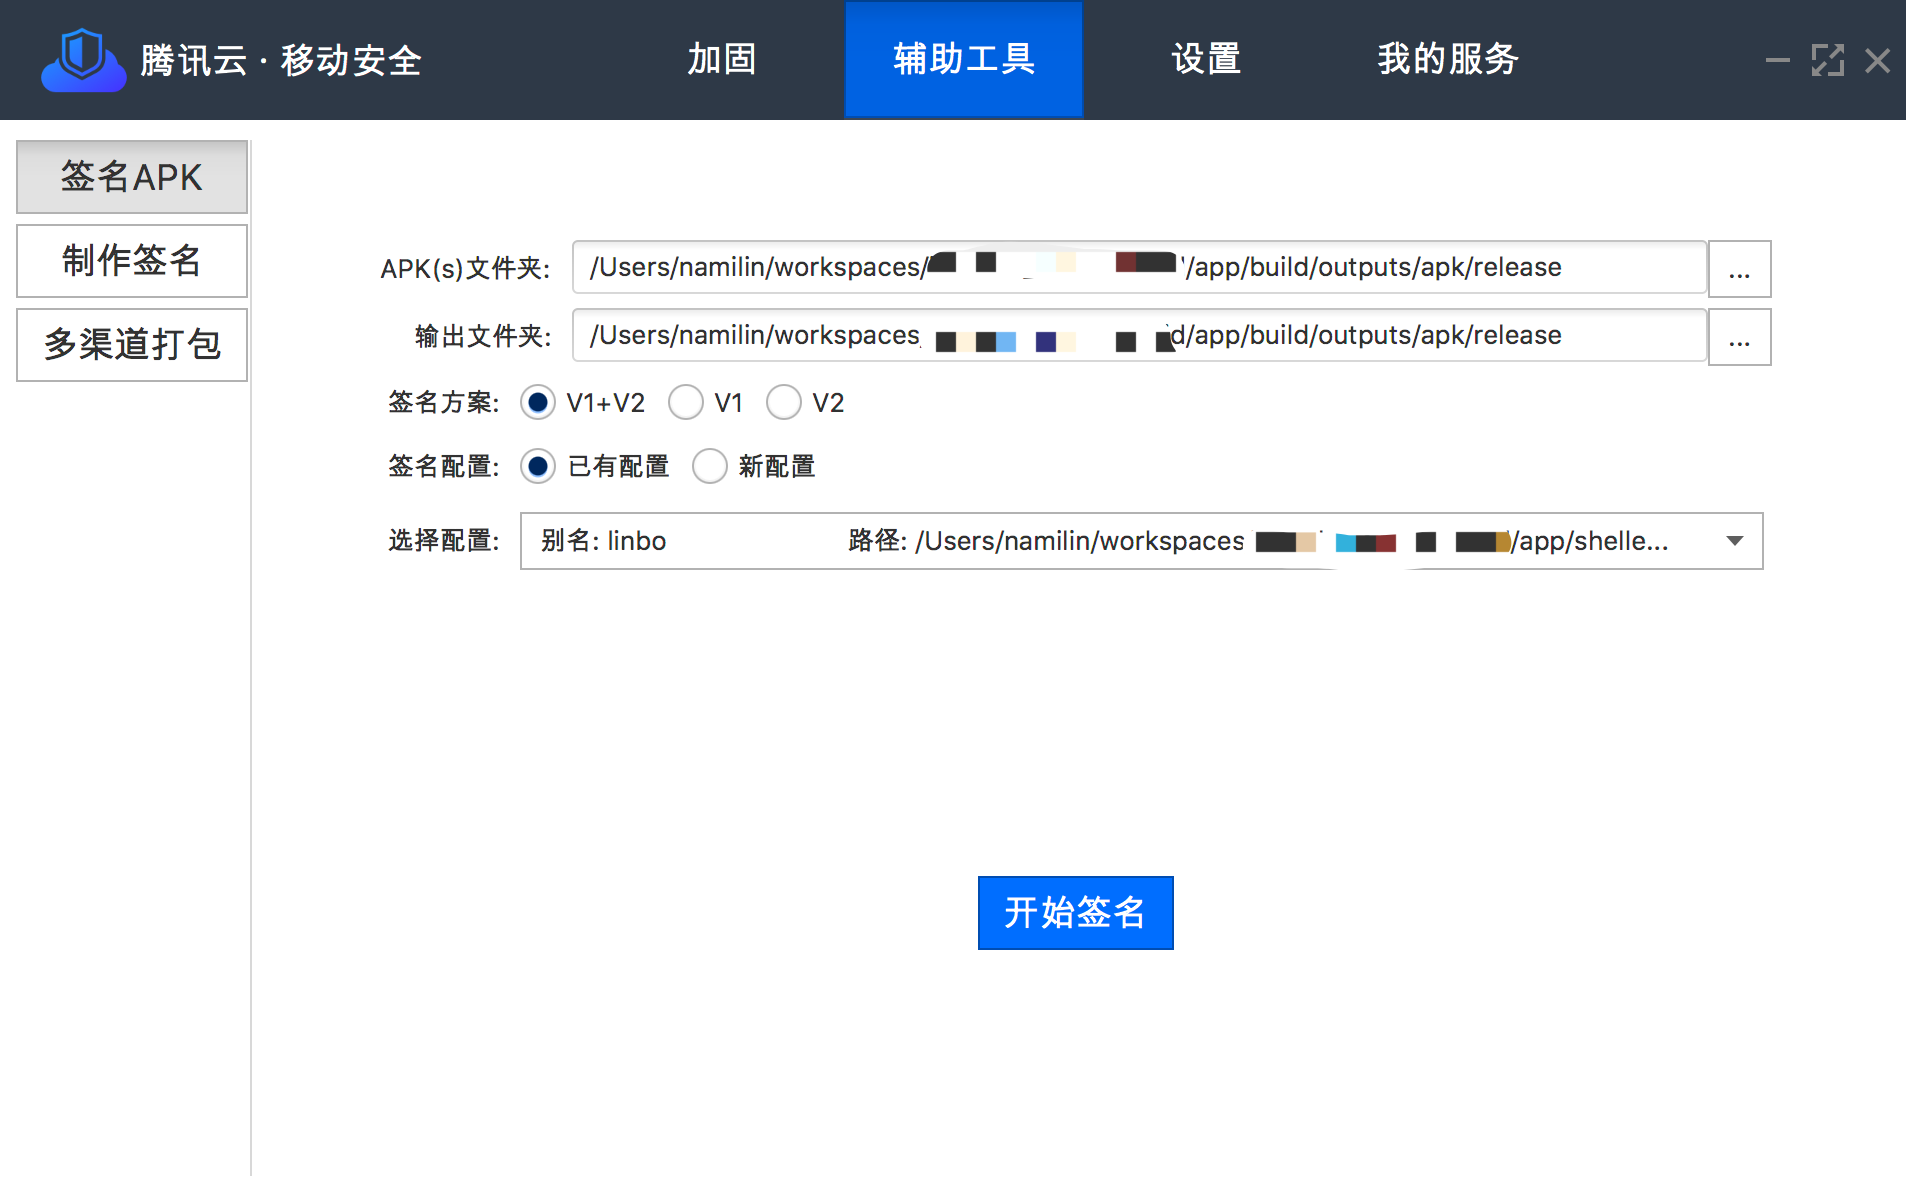 腾讯云 · 移动安全
加固
辅助工具
设置
我的服务
签名APK
制作签名
多渠道打包
APK(s)文件夹: /Users/namilin/workspaces/ /app/build/outputs/apk/release ...
输出文件夹: /Users/namilin/workspaces d/app/build/outputs/apk/release ...
签名方案: V1+V2 V1 V2
签名配置: 已有配置 新配置
选择配置: 别名: linbo 路径: /Users/namilin/workspaces /app/shelle...
开始签名